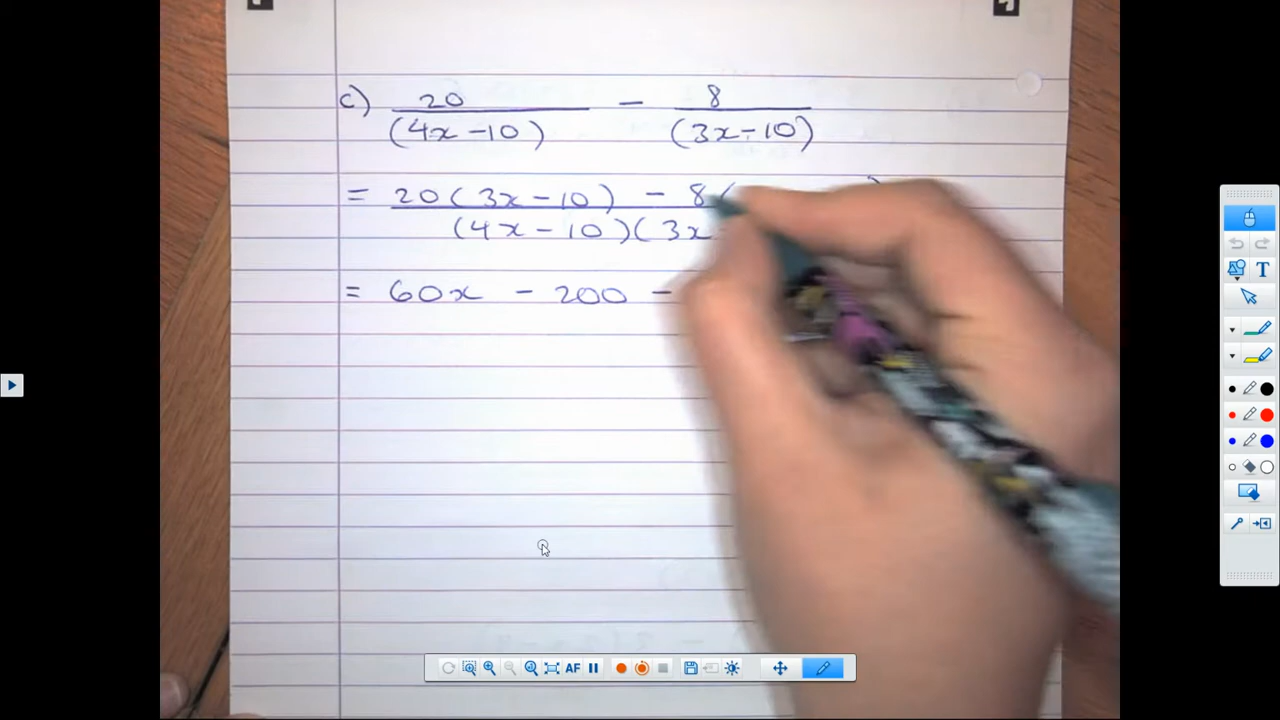 c) 20 / (4x - 10) - 8 / (3x - 10)
= 20(3x - 10) - 8(
(4x - 10)(3x
= 60x - 200 -
T
AF